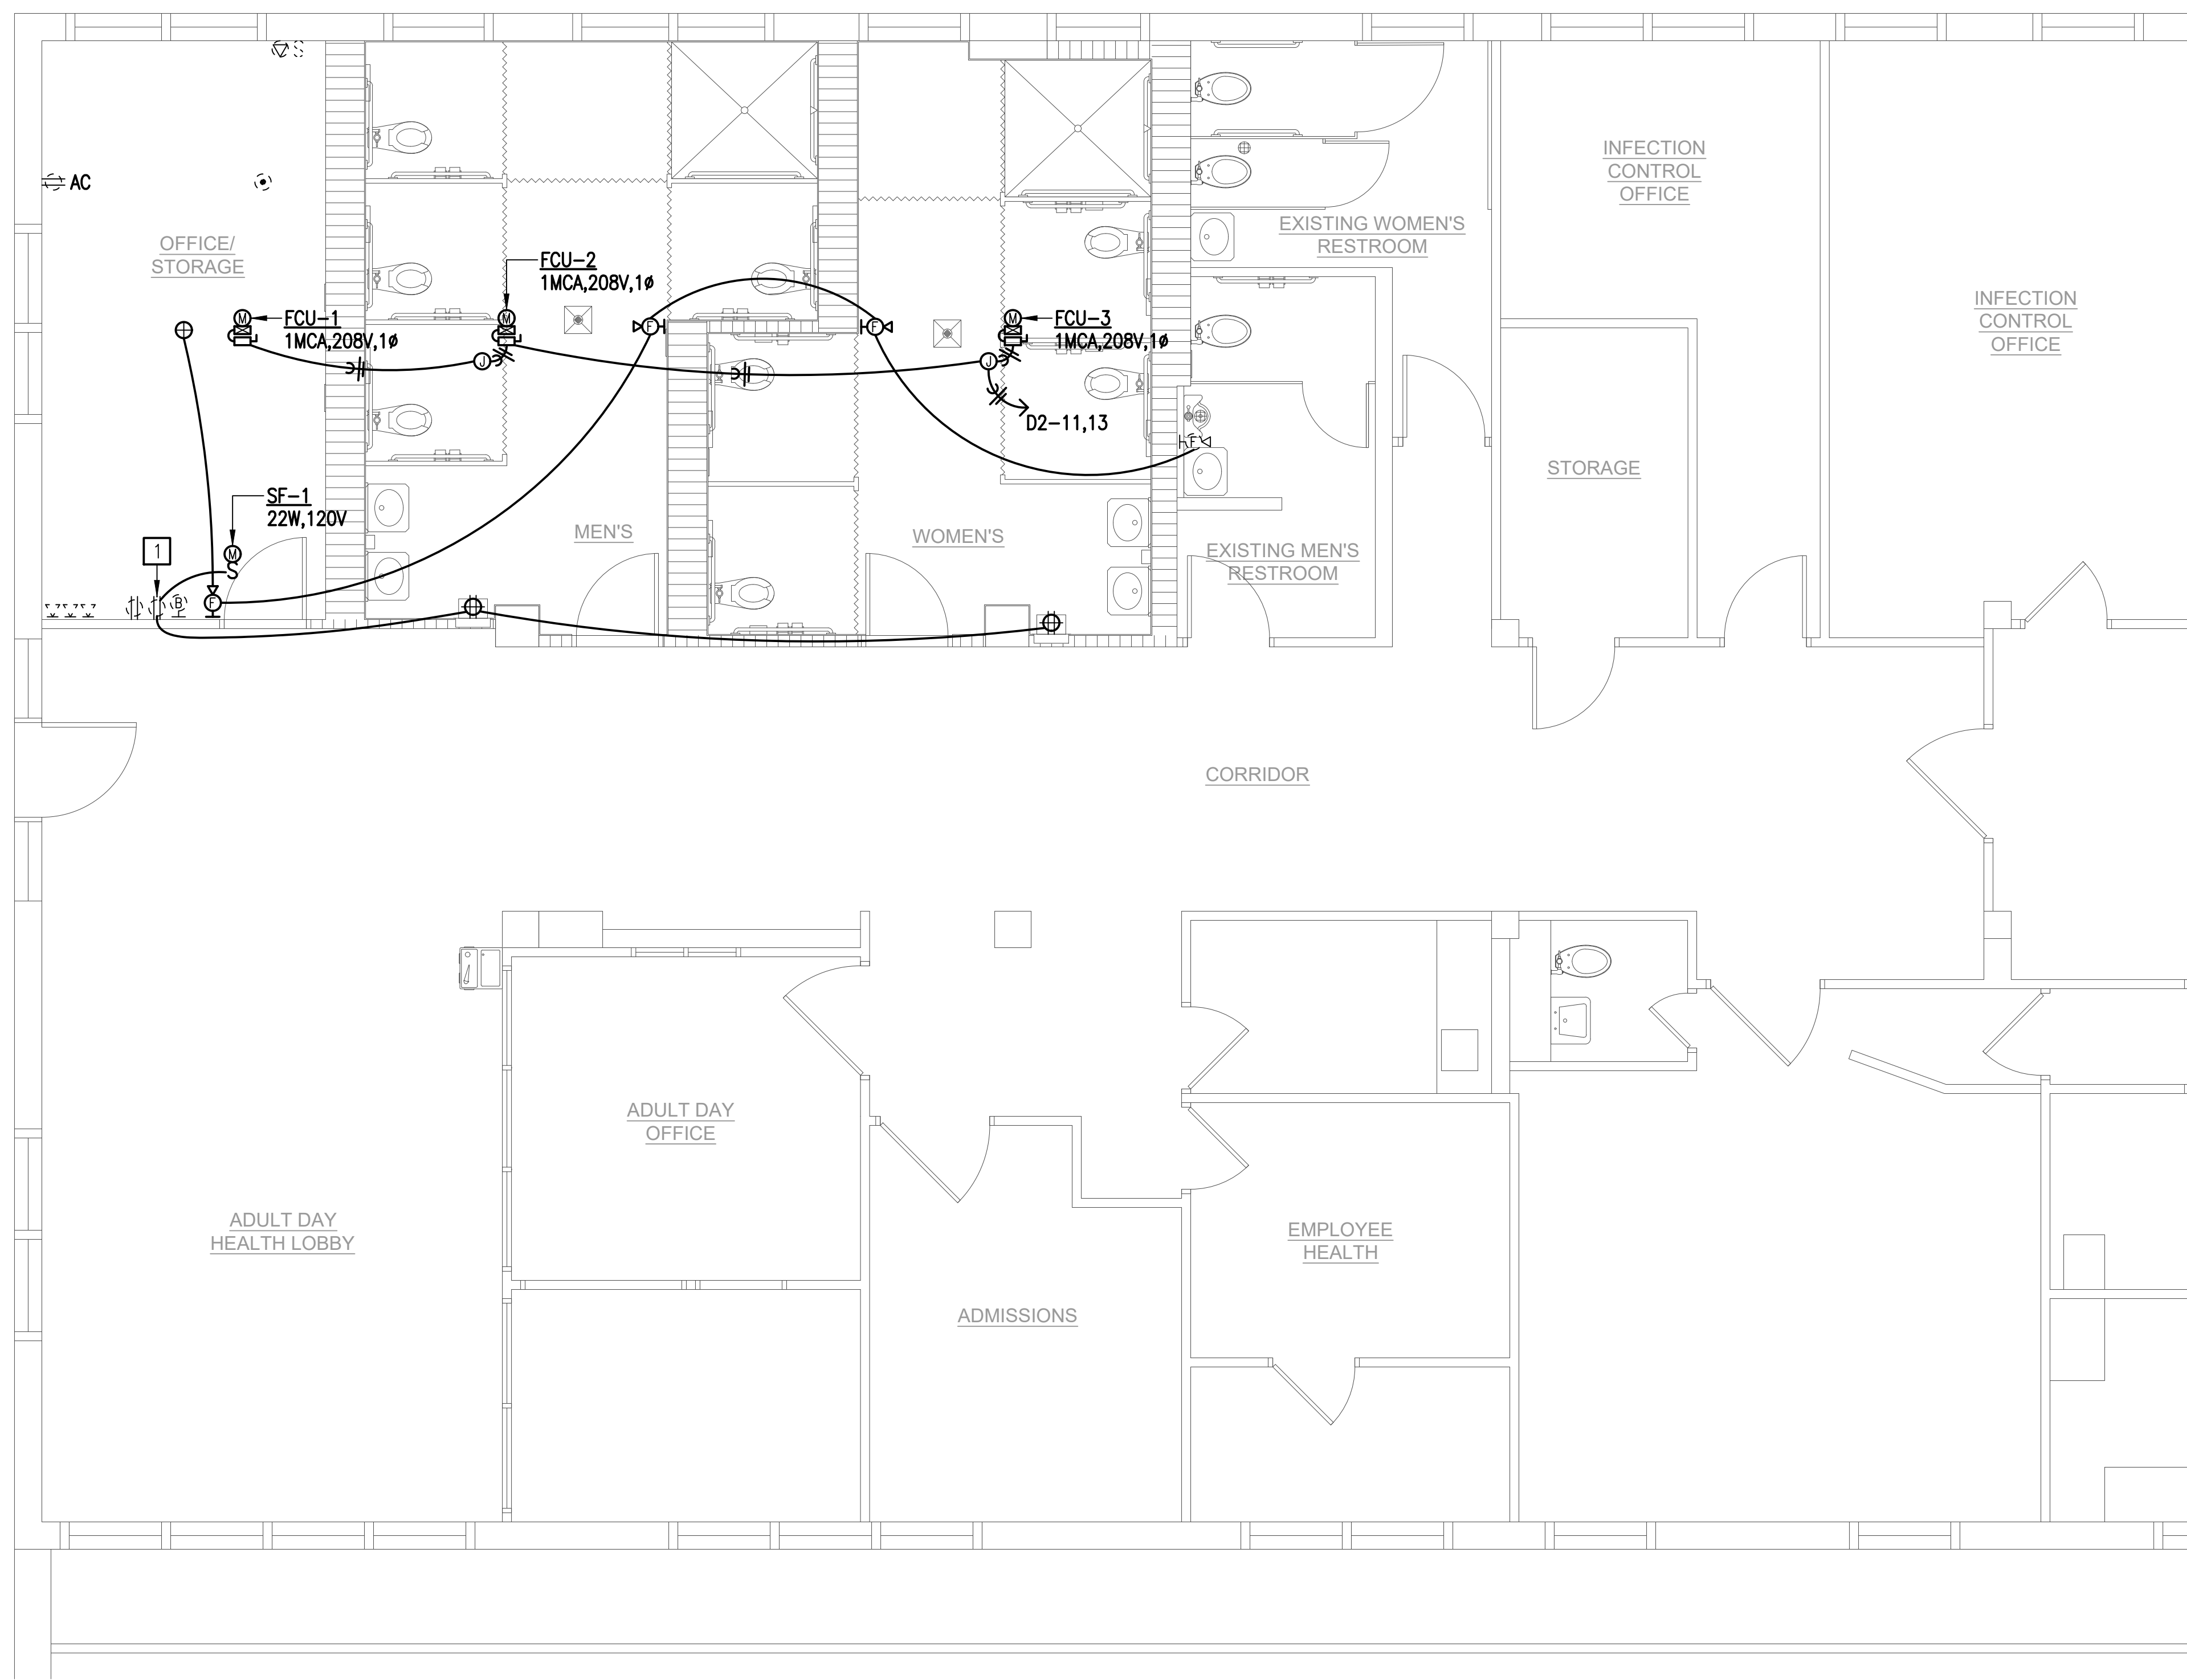 AC
INFECTION
CONTROL
OFFICE
OFFICE/
STORAGE
EXISTING WOMEN'S
RESTROOM
FCU-2
1MCA,208V,1ø
M
FCU-1
1MCA,208V,1ø
M
F
F
M
FCU-3
1MCA,208V,1ø
INFECTION
CONTROL
OFFICE
J
J
D2-11,13
F
STORAGE
SF-1
22W,120V
MEN'S
WOMEN'S
EXISTING MEN'S
RESTROOM
1
M
S
B
F
CORRIDOR
ADULT DAY
OFFICE
ADULT DAY
HEALTH LOBBY
EMPLOYEE
HEALTH
ADMISSIONS